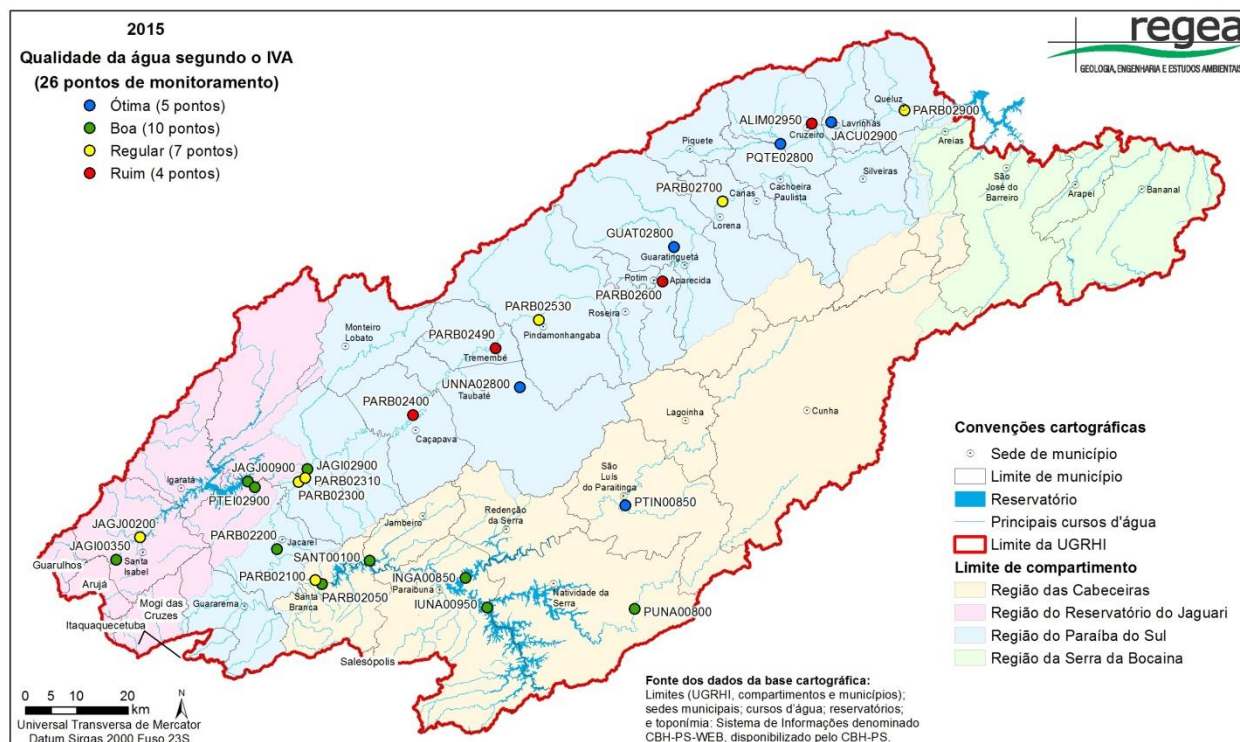 2015
Qualidade da água segundo o IVA
(26 pontos de monitoramento)
Ótima (5 pontos)
Boa (10 pontos)
Regular (7 pontos)
Ruim (4 pontos)
regea
GEOLOGIA, ENGENHARIA E ESTUDOS AMBIENTAIS
Queluz
PARB02900
ALIM02950
Lavrinhas
Cruzeiro
JACU02900
Areias
Piquete
PQTE02800
São
José do
Barreiro
Silveiras
Arapeí
Bananal
PARB02700
Canas
Cachoeira
Paulista
Lorena
GUAT02800
Guaratinguetá
Potim
Aparecida
PARB02600
PARB02530
Roseira
Pindamonhangaba
Monteiro
Lobato
PARB02490
Tremembé
UNNA02800
Taubaté
PARB02400
Caçapava
Lagoinha
Cunha
JAGJ00900
JAGI02900
PARB02310
PARB02300
Igaratá
PTEI02900
São
Luís
do Paraitinga
PTIN00850
Jambeiro
Redenção
da Serra
JAGJ00200
JAGI00350
Santa
Isabel
PARB02200
Jacareí
SANT00100
Guarulhos
Arujá
PARB02100
INGA00850
Paraibuna
Santa
Branca
PARB02050
IUNA00950
Natividade
da Serra
PUNA00800
Mogi das
Cruzes
Guararema
Itaquaquecetuba
Salesópolis
Convenções cartográficas
Sede de município
Limite de município
Reservatório
Principais cursos d'água
Limite da UGRHI
Limite de compartimento
Região das Cabeceiras
Região do Reservatório do Jaguari
Região do Paraíba do Sul
Região da Serra da Bocaina
0 5 10 20
km
N
Universal Transversa de Mercator
Datum Sirgas 2000 Fuso 23S
Fonte dos dados da base cartográfica:
Limites (UGRHI, compartimentos e municípios);
sedes municipais; cursos d'água; reservatórios;
e toponímia: Sistema de Informações denominado
CBH-PS-WEB, disponibilizado pelo CBH-PS.